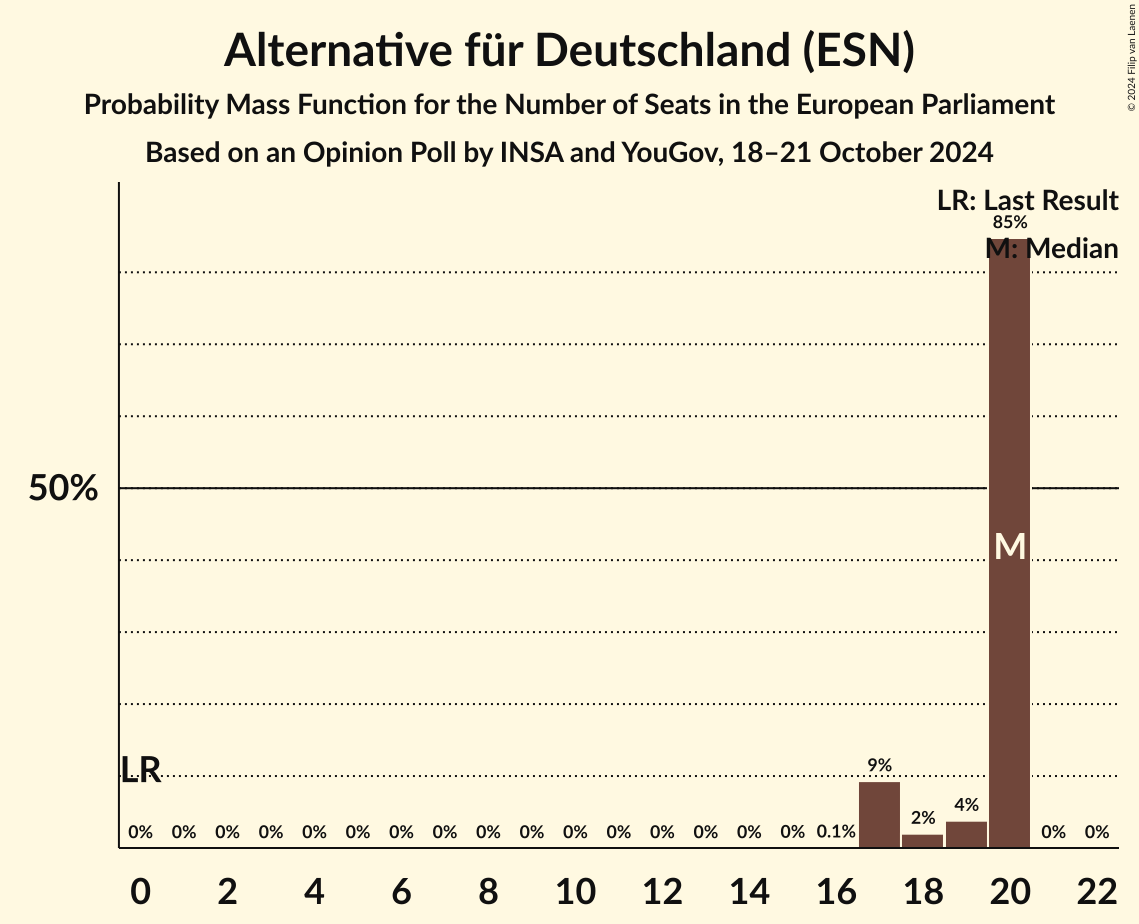 Alternative für Deutschland (ESN)
Probability Mass Function for the Number of Seats in the European Parliament
Based on an Opinion Poll by INSA and YouGov, 18–21 October 2024
© 2024 Filip van Laenen
LR: Last Result
85%
M: Median
50%
M
LR
0% 0% 0% 0% 0% 0% 0% 0% 0% 0% 0% 0% 0% 0% 0% 0% 0.1% 9% 2% 4% 0% 0%
0 2 4 6 8 10 12 14 16 18 20 22